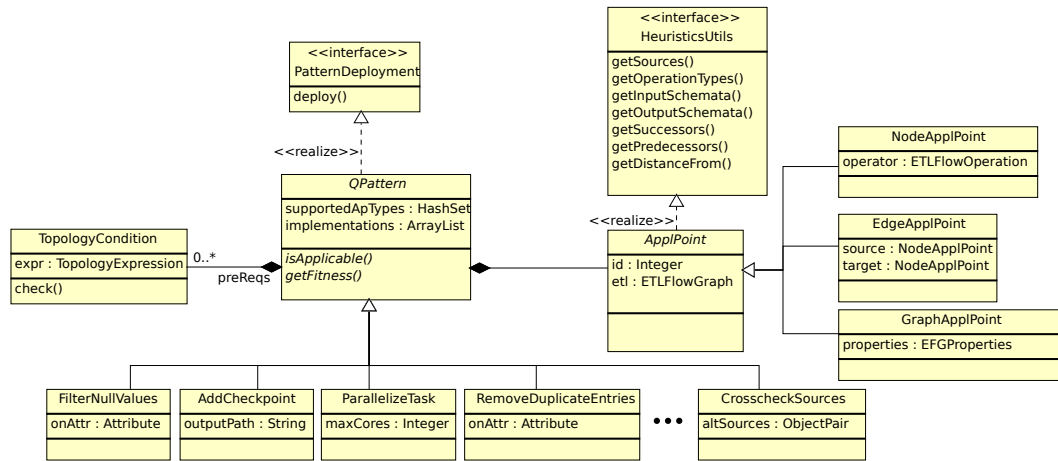 <<interface>>
PatternDeployment
deploy()
<<interface>>
HeuristicsUtils
getSources()
getOperationTypes()
getInputSchemata()
getOutputSchemata()
getSuccessors()
getPredecessors()
getDistanceFrom()
<<realize>>
<<realize>>
QPattern
supportedApTypes : HashSet
implementations : ArrayList
isApplicable()
getFitness()
TopologyCondition
expr : TopologyExpression
check()
0..*
preReqs
ApplPoint
id : Integer
etl : ETLFlowGraph
NodeApplPoint
operator : ETLFlowOperation
EdgeApplPoint
source : NodeApplPoint
target : NodeApplPoint
GraphApplPoint
properties : EFGProperties
FilterNullValues
onAttr : Attribute
AddCheckpoint
outputPath : String
ParallelizeTask
maxCores : Integer
RemoveDuplicateEntries
onAttr : Attribute
•••
CrosscheckSources
altSources : ObjectPair